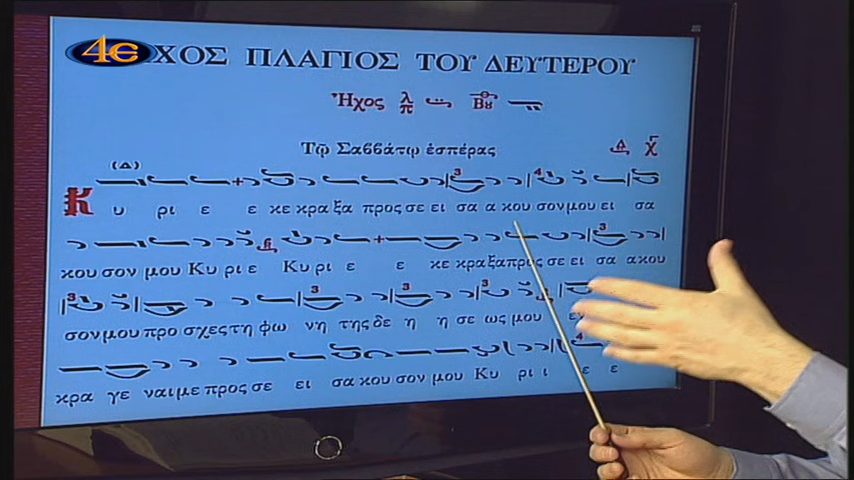 4ε
ΧΟΣ ΠΛΑΓΙΟΣ ΤΟΥ ΔΕΥΤΕΡΟΥ
Ἦχος λ π Βȣ
Τῷ Σαββάτῳ ἑσπέρας
(Δ)
Κ υ ρι ε ε κε κρα ξα προς σε ει σα α κου σον μου ει σα
κου σον μου Κυ ρι ε Κυ ρι ε ε κε κρα ξα προς σε ει σα α κου
σον μου προ σχες τη φω νη της δε η η σε ως μου
κρα γε ναι με προς σε ει σα κου σον μου Κυ ρι ι ε ε